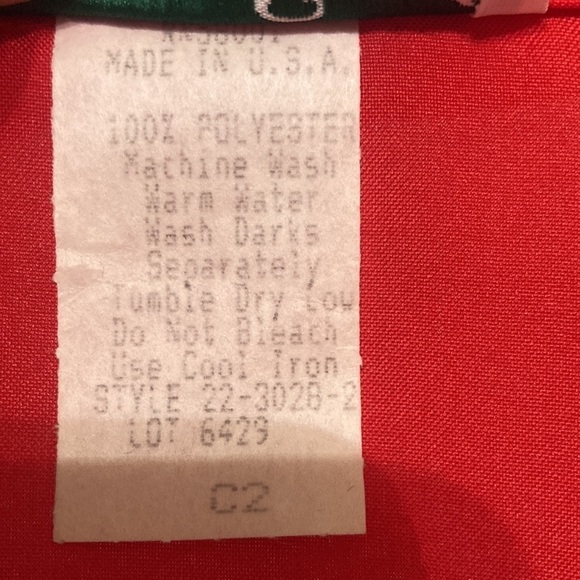 MADE IN U.S.A.
100% POLYESTER
Machine Wash
Warm Water
Wash Darks
Separately
Tumble Dry Low
Do Not Bleach
Use Cool Iron
STYLE 22-3028-2
LOT 6429
C2